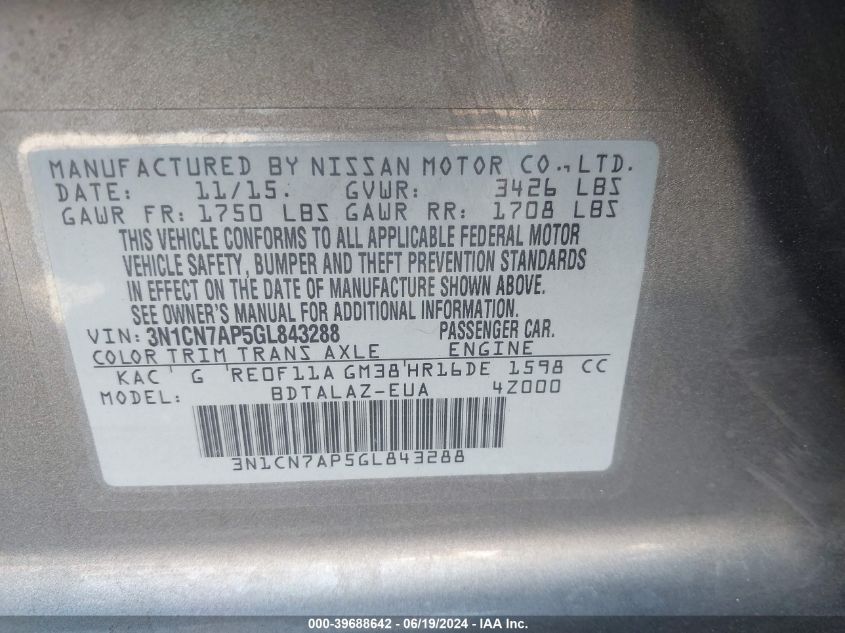 MANUFACTURED BY NISSAN MOTOR CO., LTD.
DATE: 11/15. GVWR: 3426 LBS
GAWR FR: 1750 LBS GAWR RR: 1708 LBS
THIS VEHICLE CONFORMS TO ALL APPLICABLE FEDERAL MOTOR
VEHICLE SAFETY, BUMPER AND THEFT PREVENTION STANDARDS
IN EFFECT ON THE DATE OF MANUFACTURE SHOWN ABOVE.
SEE OWNER'S MANUAL FOR ADDITIONAL INFORMATION.
VIN: 3N1CN7AP5GL843288 PASSENGER CAR.
COLOR TRIM TRANS AXLE ENGINE
KAC G RE0F11A GM38 HR16DE 1598 CC
MODEL: BDTALAZ-EUA 4Z000
3N1CN7AP5GL843288
000-39688642 / 06/19/2024 - IAA Inc.